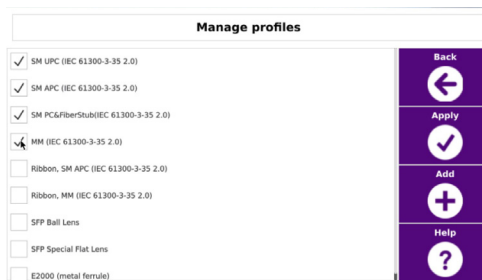 Manage profiles
SM UPC (IEC 61300-3-35 2.0)
SM APC (IEC 61300-3-35 2.0)
SM PC&FiberStub(IEC 61300-3-35 2.0)
MM (IEC 61300-3-35 2.0)
Ribbon, SM APC (IEC 61300-3-35 2.0)
Ribbon, MM (IEC 61300-3-35 2.0)
SFP Ball Lens
SFP Special Flat Lens
E2000 (metal ferrule)
Back
Apply
Add
Help